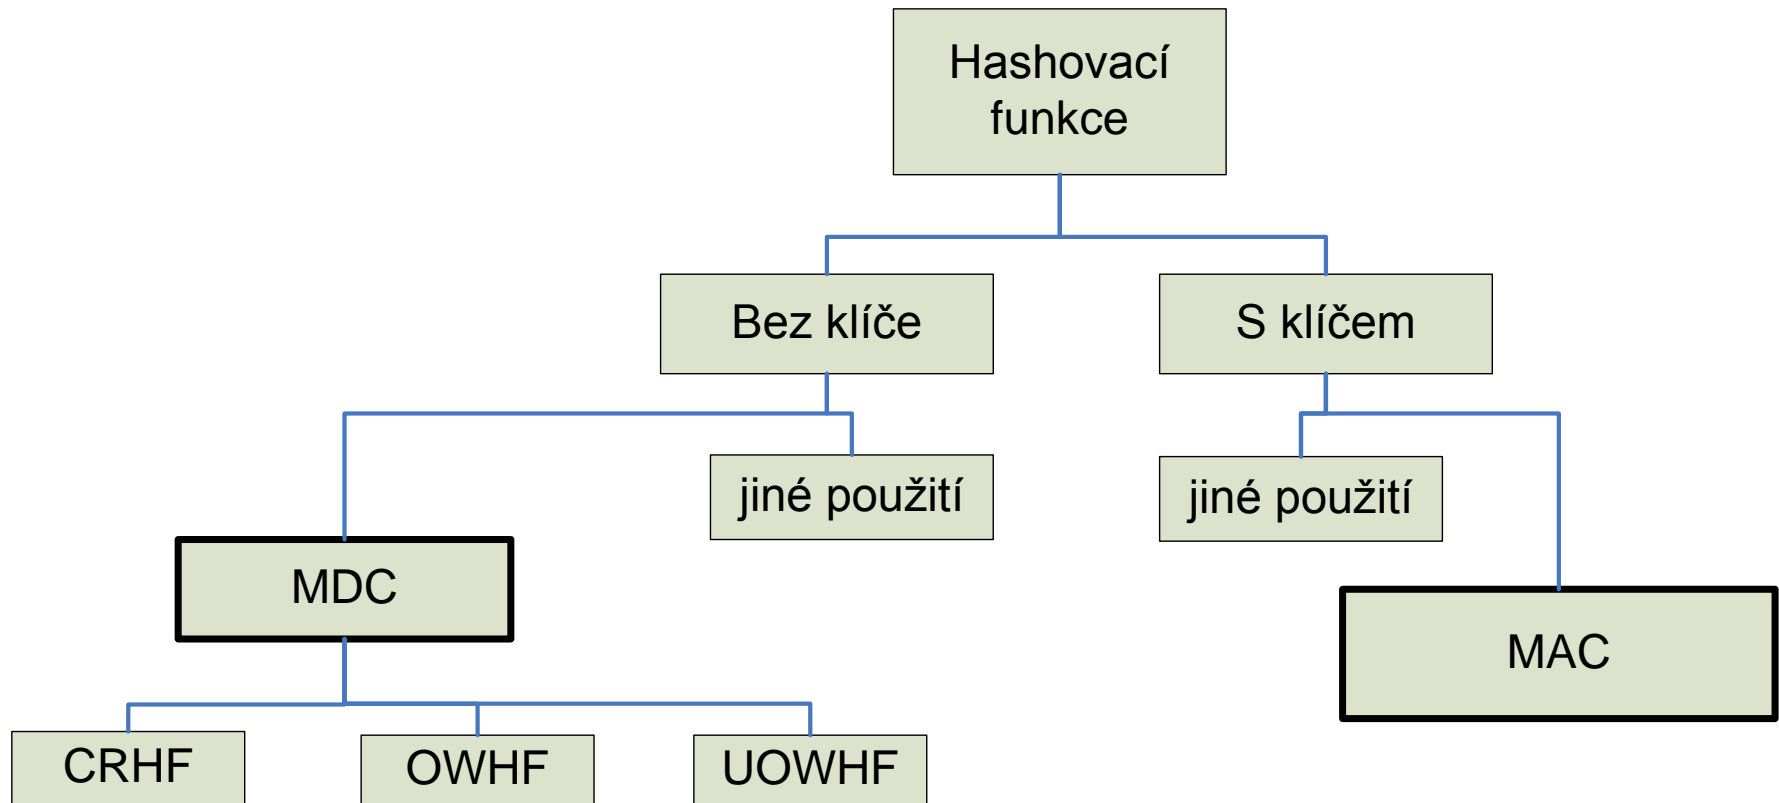 Hashovací
funkce
Bez klíče
S klíčem
jiné použití
jiné použití
MDC
MAC
CRHF
OWHF
UOWHF